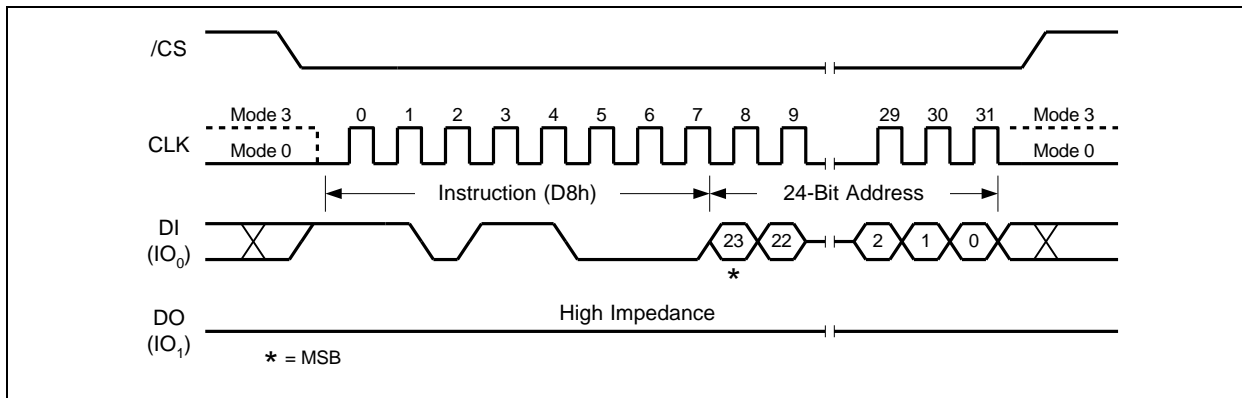 /CS
Mode 3 0 1 2 3 4 5 6 7 8 9 29 30 31 Mode 3
CLK
Mode 0 Mode 0
Instruction (D8h) 24-Bit Address
DI
(IO0) 23 22 2 1 0
*
High Impedance
DO
(IO1)
* = MSB